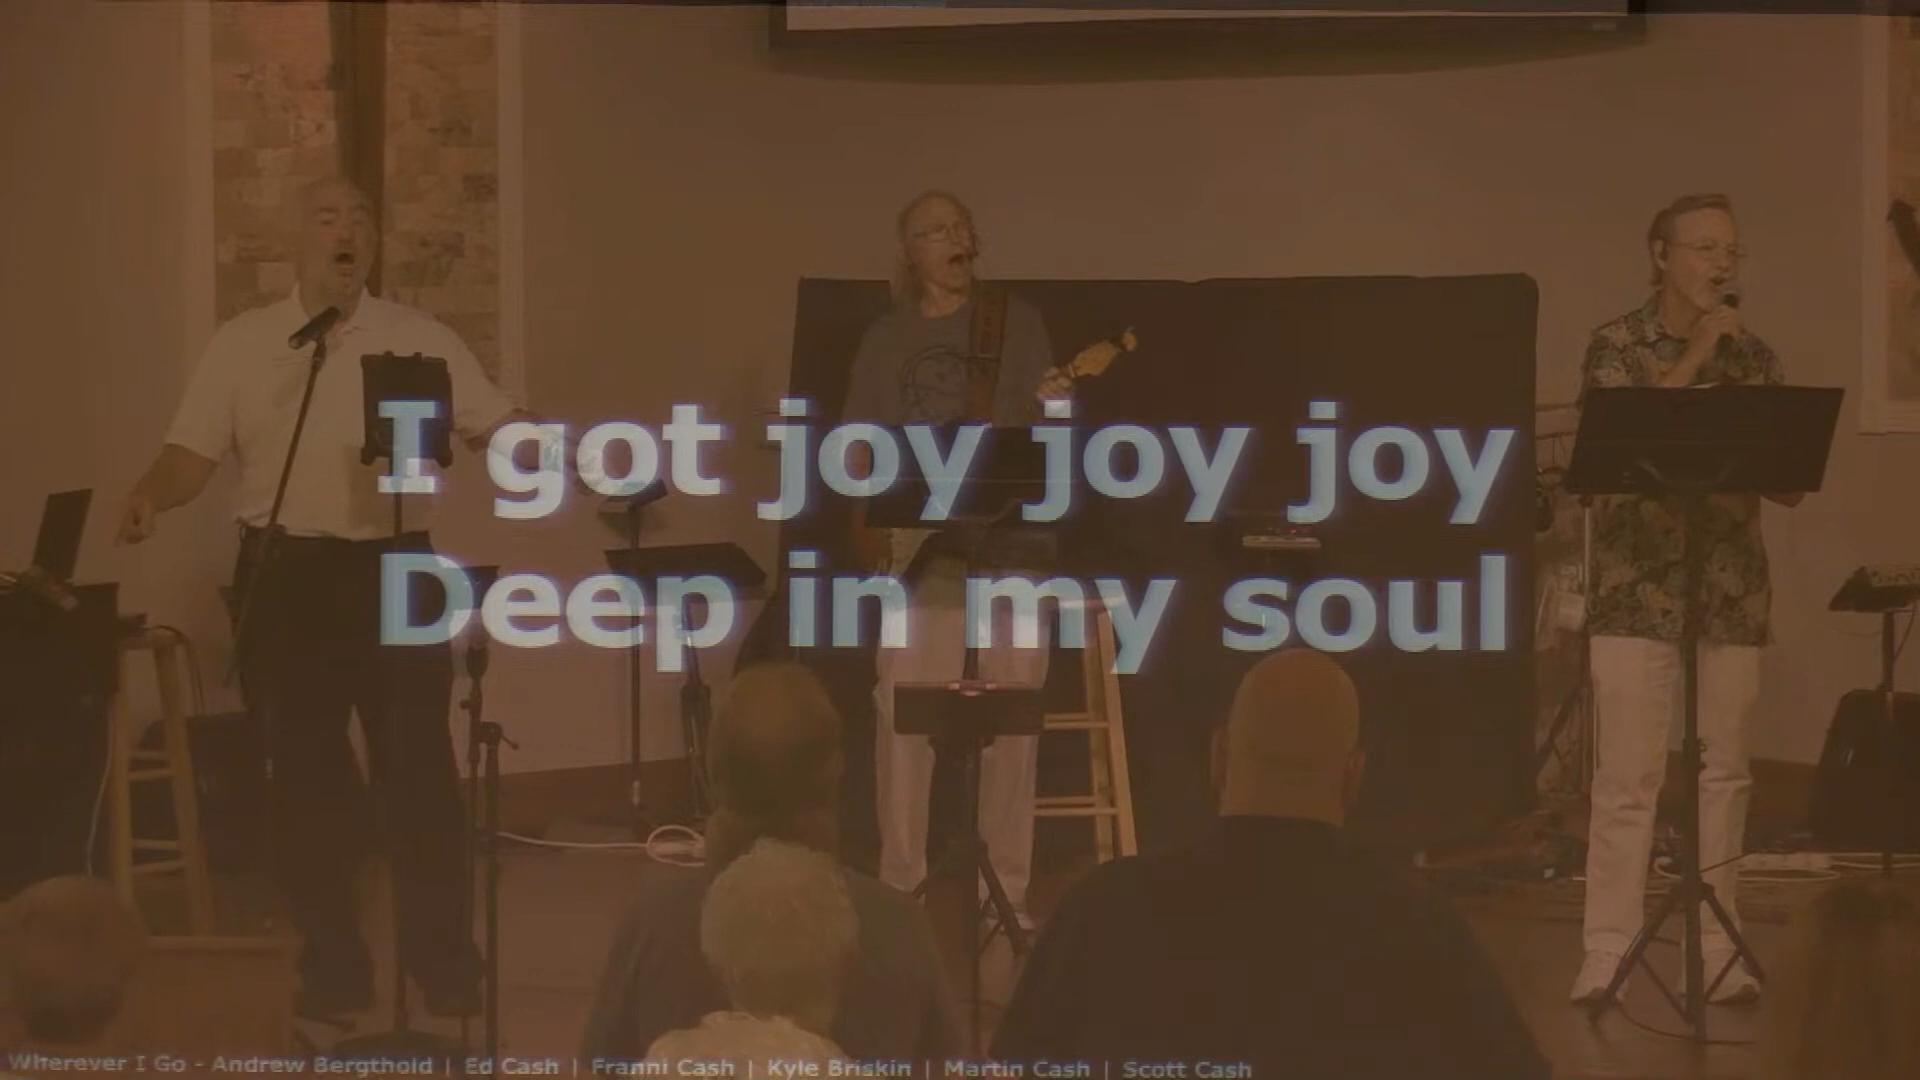 I got joy joy joy
Deep in my soul
Wherever I Go - Andrew Bergthold | Ed Cash | Franni Cash | Kyle Briskin | Martin Cash | Scott Cash